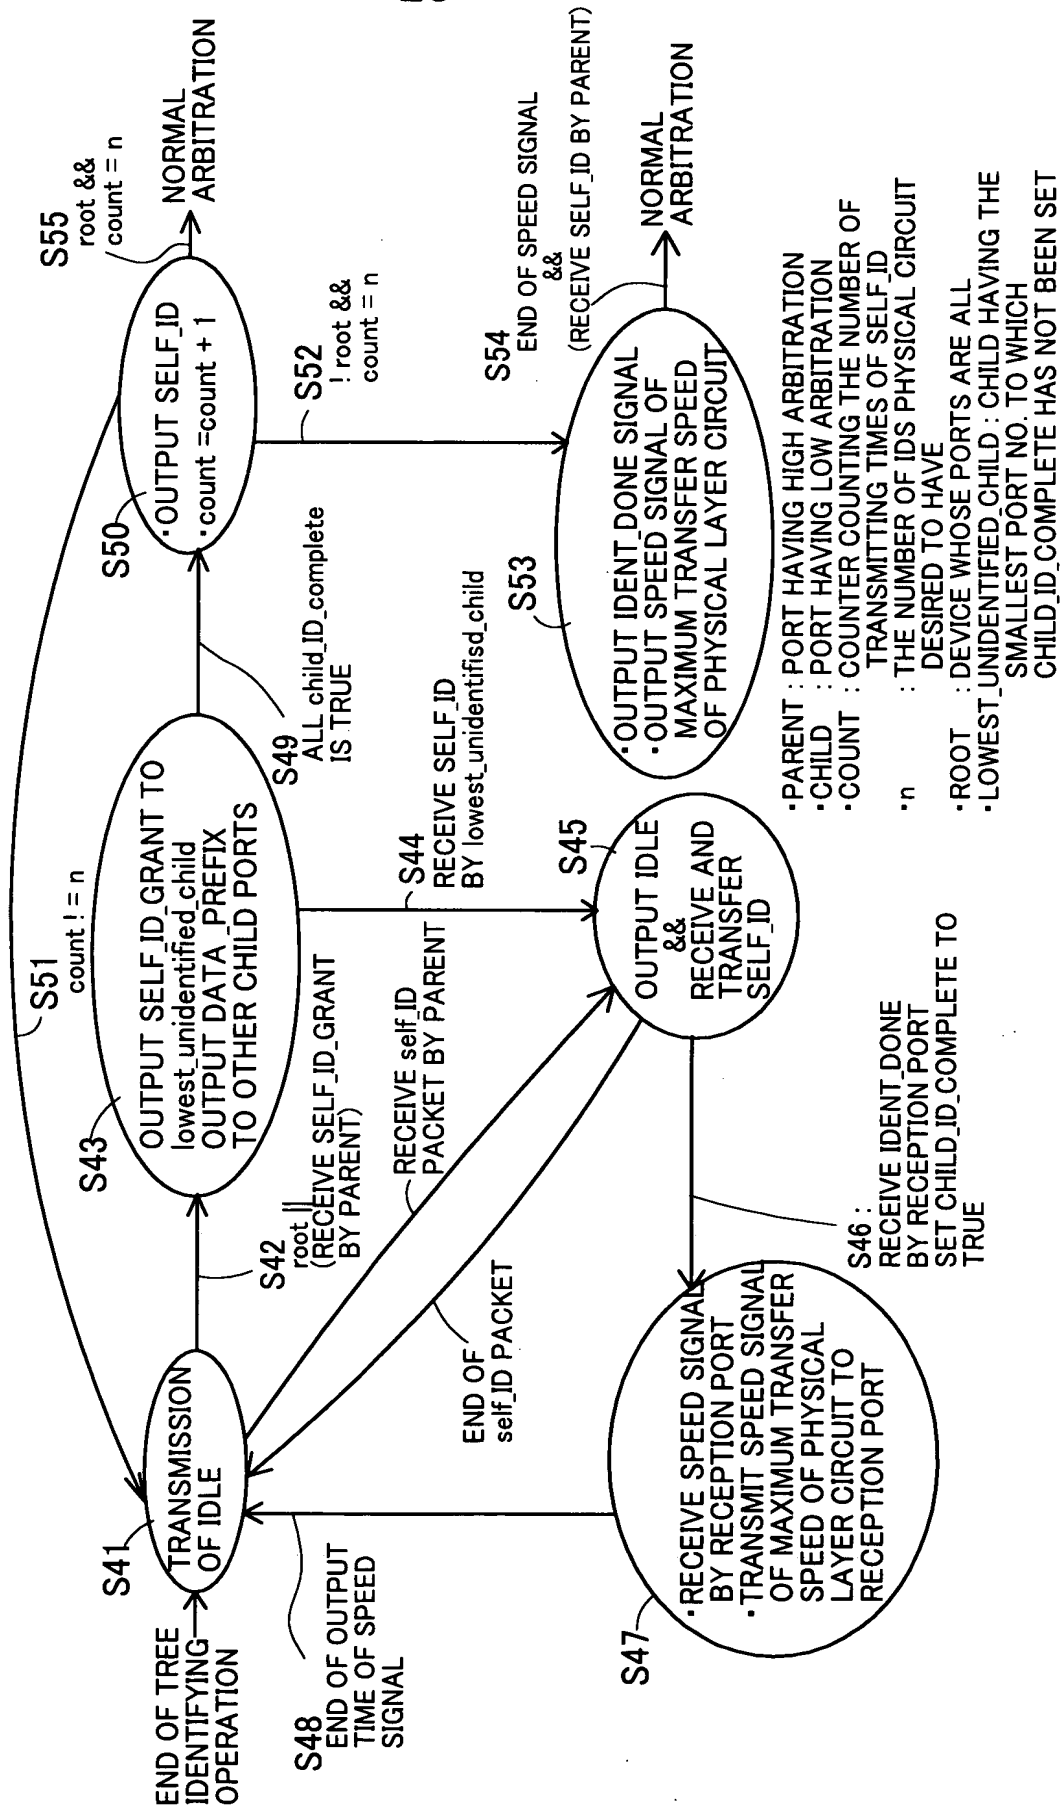 END OF TREE
IDENTIFYING
OPERATION
S41
TRANSMISSION
OF IDLE
S42
root ||
(RECEIVE SELF_ID_GRANT
BY PARENT)
S43
OUTPUT SELF_ID_GRANT TO
lowest_unidentified_child
OUTPUT DATA_PREFIX
TO OTHER CHILD PORTS
S51
count ! = n
S49
ALL child_ID_complete
IS TRUE
S50
・OUTPUT SELF_ID
・count =count + 1
S55
root &&
count = n
NORMAL
ARBITRATION
S52
! root &&
count = n
S44
RECEIVE SELF_ID
BY lowest_unidentifisd_child
RECEIVE self_ID
PACKET BY PARENT
END OF
self_ID PACKET
S48
END OF OUTPUT
TIME OF SPEED
SIGNAL
S47
・RECEIVE SPEED SIGNAL
BY RECEPTION PORT
・TRANSMIT SPEED SIGNAL
OF MAXIMUM TRANSFER
SPEED OF PHYSICAL
LAYER CIRCUIT TO
RECEPTION PORT
S46 :
RECEIVE IDENT_DONE
BY RECEPTION PORT
SET CHILD_ID_COMPLETE TO
TRUE
S45
OUTPUT IDLE
&&
RECEIVE AND
TRANSFER
SELF_ID
S53
・OUTPUT IDENT_DONE SIGNAL
・OUTPUT SPEED SIGNAL OF
MAXIMUM TRANSFER SPEED
OF PHYSICAL LAYER CIRCUIT
S54
END OF SPEED SIGNAL
&&
(RECEIVE SELF_ID BY PARENT)
NORMAL
ARBITRATION
・PARENT : PORT HAVING HIGH ARBITRATION
・CHILD : PORT HAVING LOW ARBITRATION
・COUNT : COUNTER COUNTING THE NUMBER OF
TRANSMITTING TIMES OF SELF_ID
・n : THE NUMBER OF IDS PHYSICAL CIRCUIT
DESIRED TO HAVE
・ROOT : DEVICE WHOSE PORTS ARE ALL
・LOWEST_UNIDENTIFIED_CHILD : CHILD HAVING THE
SMALLEST PORT NO. TO WHICH
CHILD_ID_COMPLETE HAS NOT BEEN SET